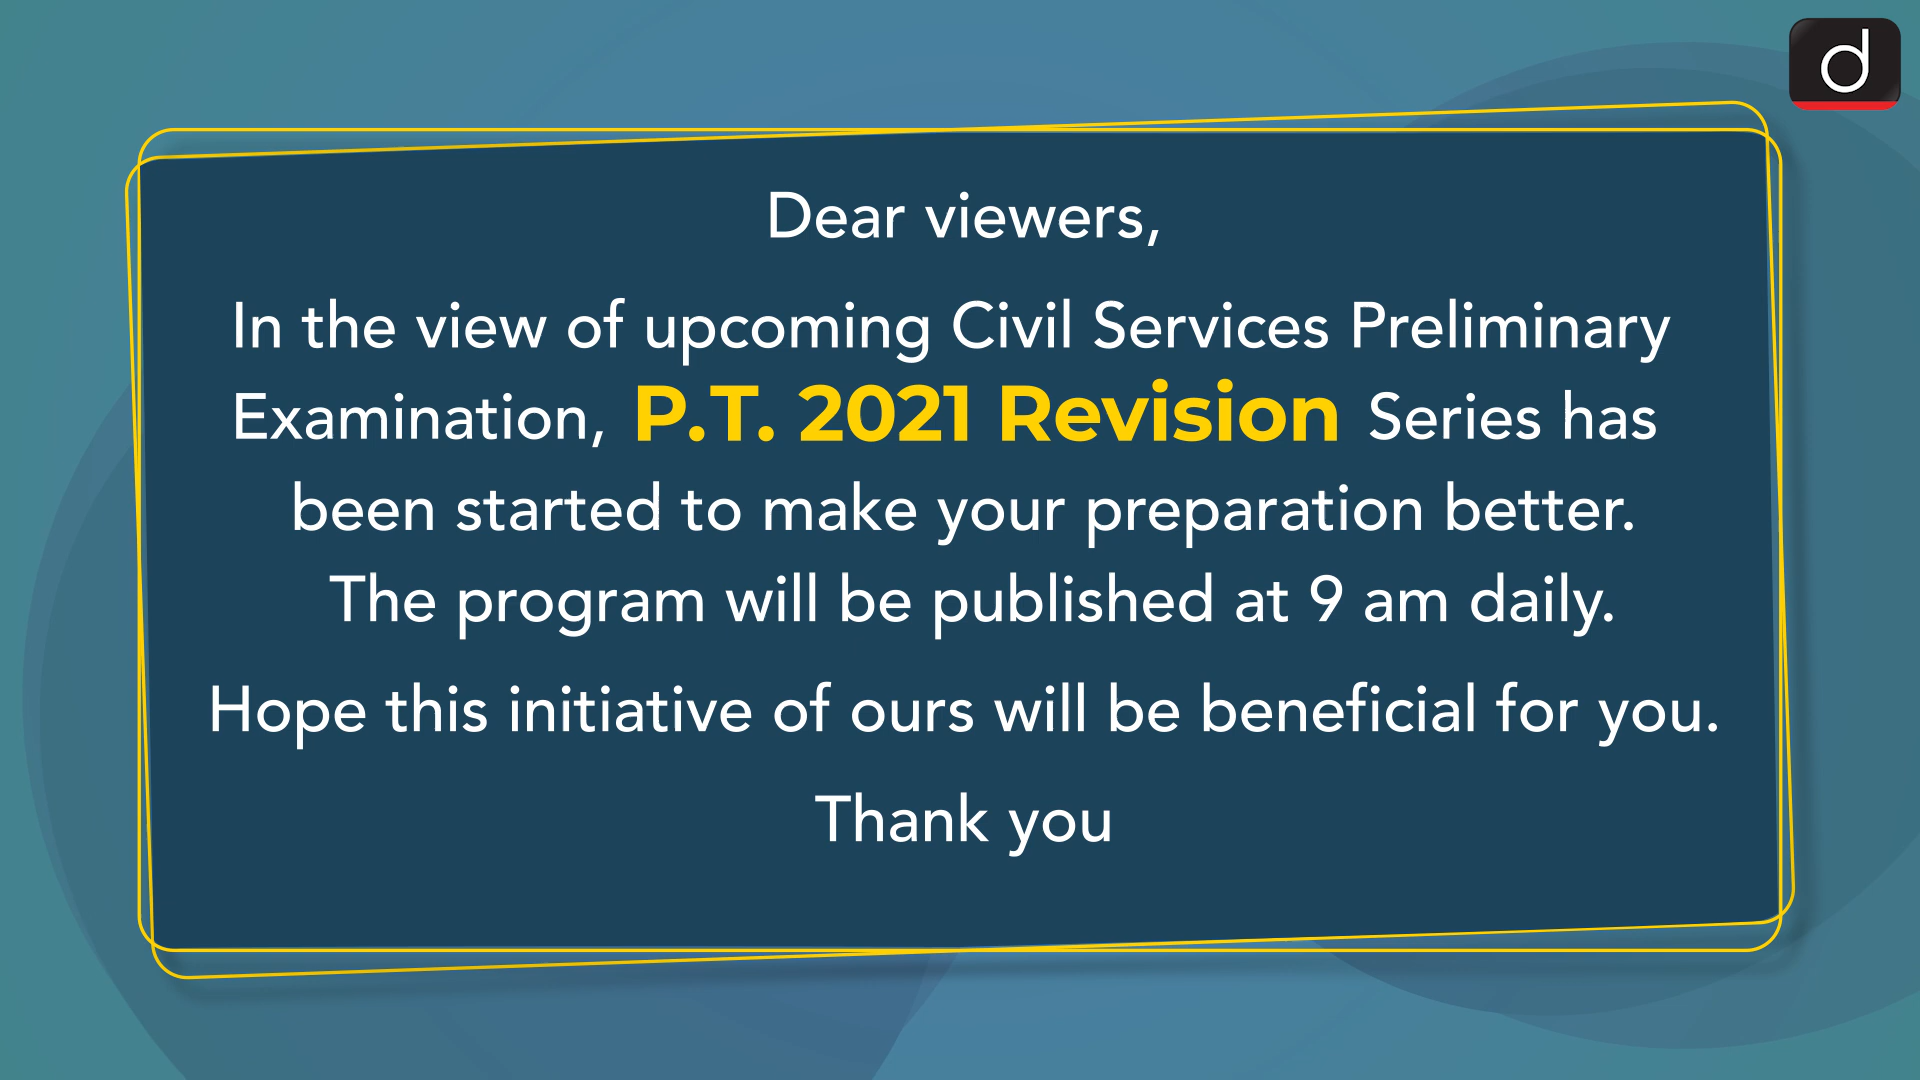 d
Dear viewers,
In the view of upcoming Civil Services Preliminary
Examination, P.T. 2021 Revision Series has
been started to make your preparation better.
The program will be published at 9 am daily.
Hope this initiative of ours will be beneficial for you.
Thank you